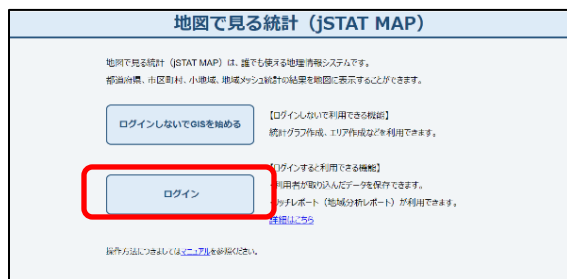 地図で見る統計（jSTAT MAP）
地図で見る統計（jSTAT MAP）は、誰でも使える地理情報システムです。
都道府県、市区町村、小地域、地域メッシュ統計の結果を地図に表示することができます。
ログインしないでGISを始める
【ログインしないで利用できる機能】
統計グラフ作成、エリア作成などを利用できます。
ログイン
【ログインすると利用できる機能】
利用者が取り込んだデータを保存できます。
リッチレポート（地域分析レポート）が利用できます。
詳細はこちら
操作方法につきましてはマニュアルを参照ください。